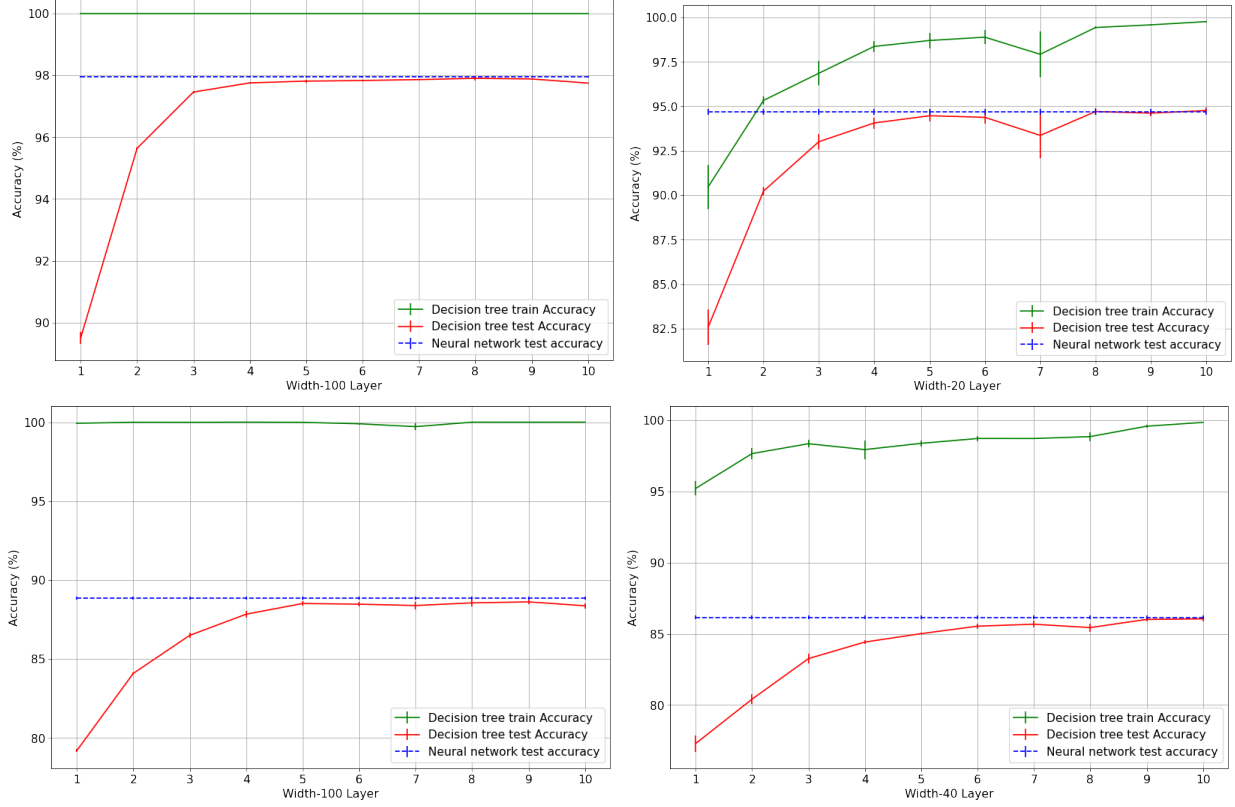 100
98
96
94
92
90
Accuracy (%)
Decision tree train Accuracy
Decision tree test Accuracy
Neural network test accuracy
1 2 3 4 5 6 7 8 9 10
Width-100 Layer
100.0
97.5
95.0
92.5
90.0
87.5
85.0
82.5
Accuracy (%)
Decision tree train Accuracy
Decision tree test Accuracy
Neural network test accuracy
1 2 3 4 5 6 7 8 9 10
Width-20 Layer
100
95
90
85
80
Accuracy (%)
Decision tree train Accuracy
Decision tree test Accuracy
Neural network test accuracy
1 2 3 4 5 6 7 8 9 10
Width-100 Layer
100
95
90
85
80
Accuracy (%)
Decision tree train Accuracy
Decision tree test Accuracy
Neural network test accuracy
1 2 3 4 5 6 7 8 9 10
Width-40 Layer